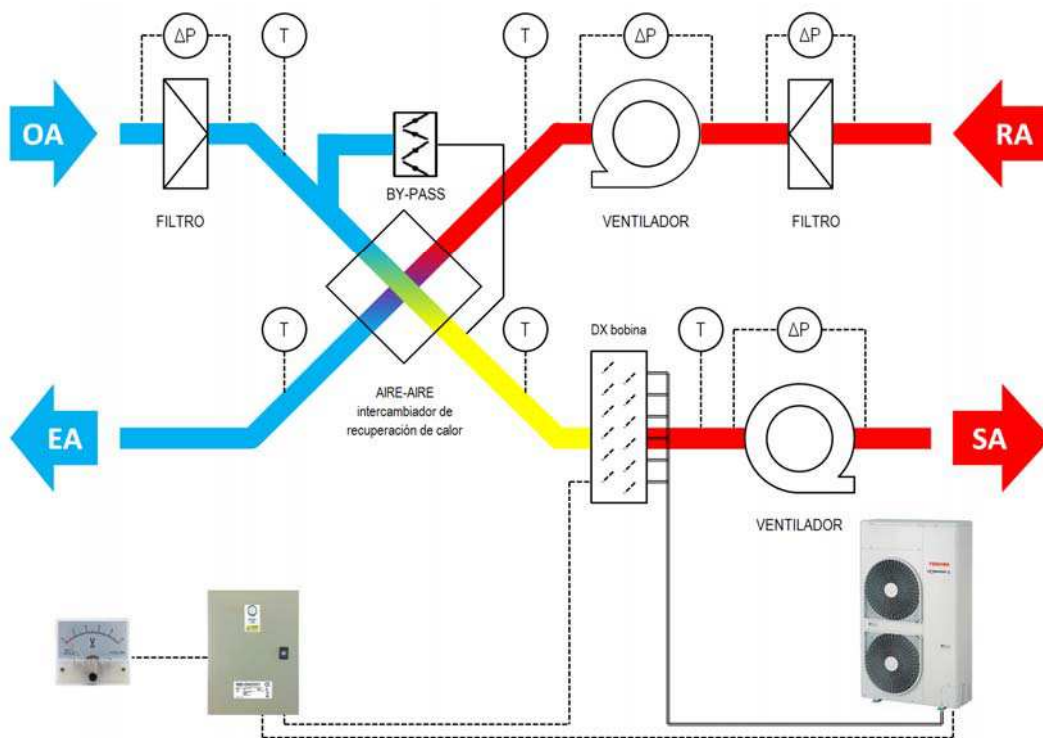 ΔP
T
T
ΔP
ΔP
OA
RA
BY-PASS
FILTRO
VENTILADOR
FILTRO
T
T
DX bobina
T
ΔP
AIRE-AIRE
intercambiador de
recuperación de calor
EA
SA
VENTILADOR
TOSHIBA
V